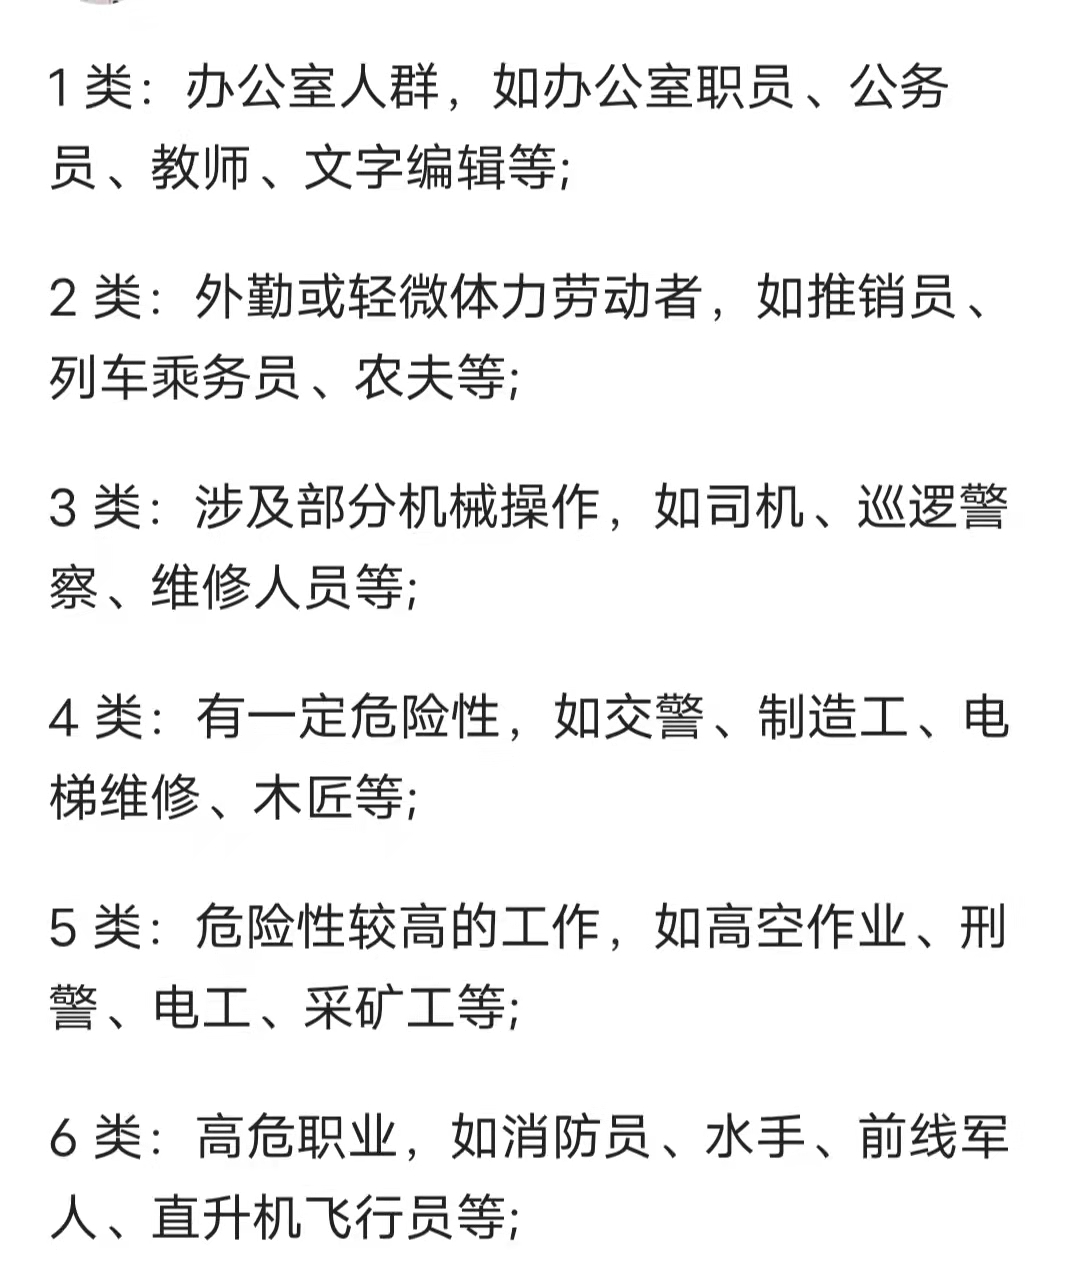 1 类：办公室人群，如办公室职员、公务
员、教师、文字编辑等;
2 类：外勤或轻微体力劳动者，如推销员、
列车乘务员、农夫等;
3 类：涉及部分机械操作，如司机、巡逻警
察、维修人员等;
4 类：有一定危险性，如交警、制造工、电
梯维修、木匠等;
5 类：危险性较高的工作，如高空作业、刑
警、电工、采矿工等;
6 类：高危职业，如消防员、水手、前线军
人、直升机飞行员等;